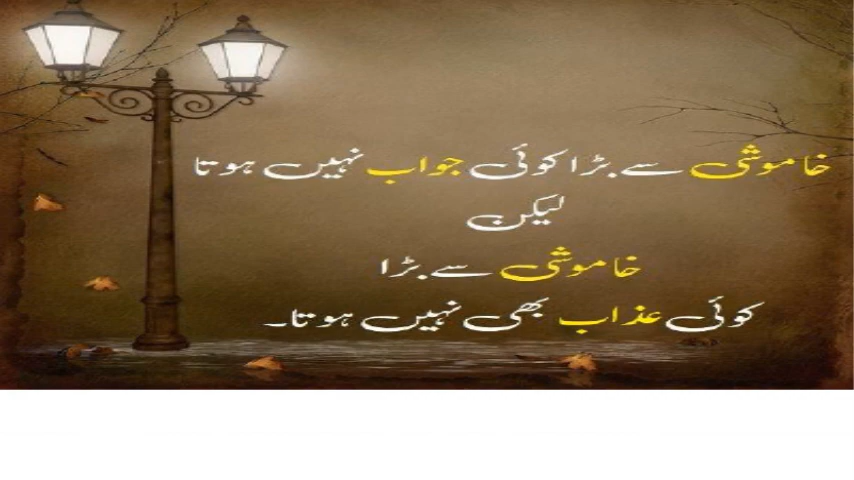 خاموشی سے بڑا کوئی جواب نہیں ہوتا
لیکن
خاموشی سے بڑا
کوئی عذاب بھی نہیں ہوتا۔